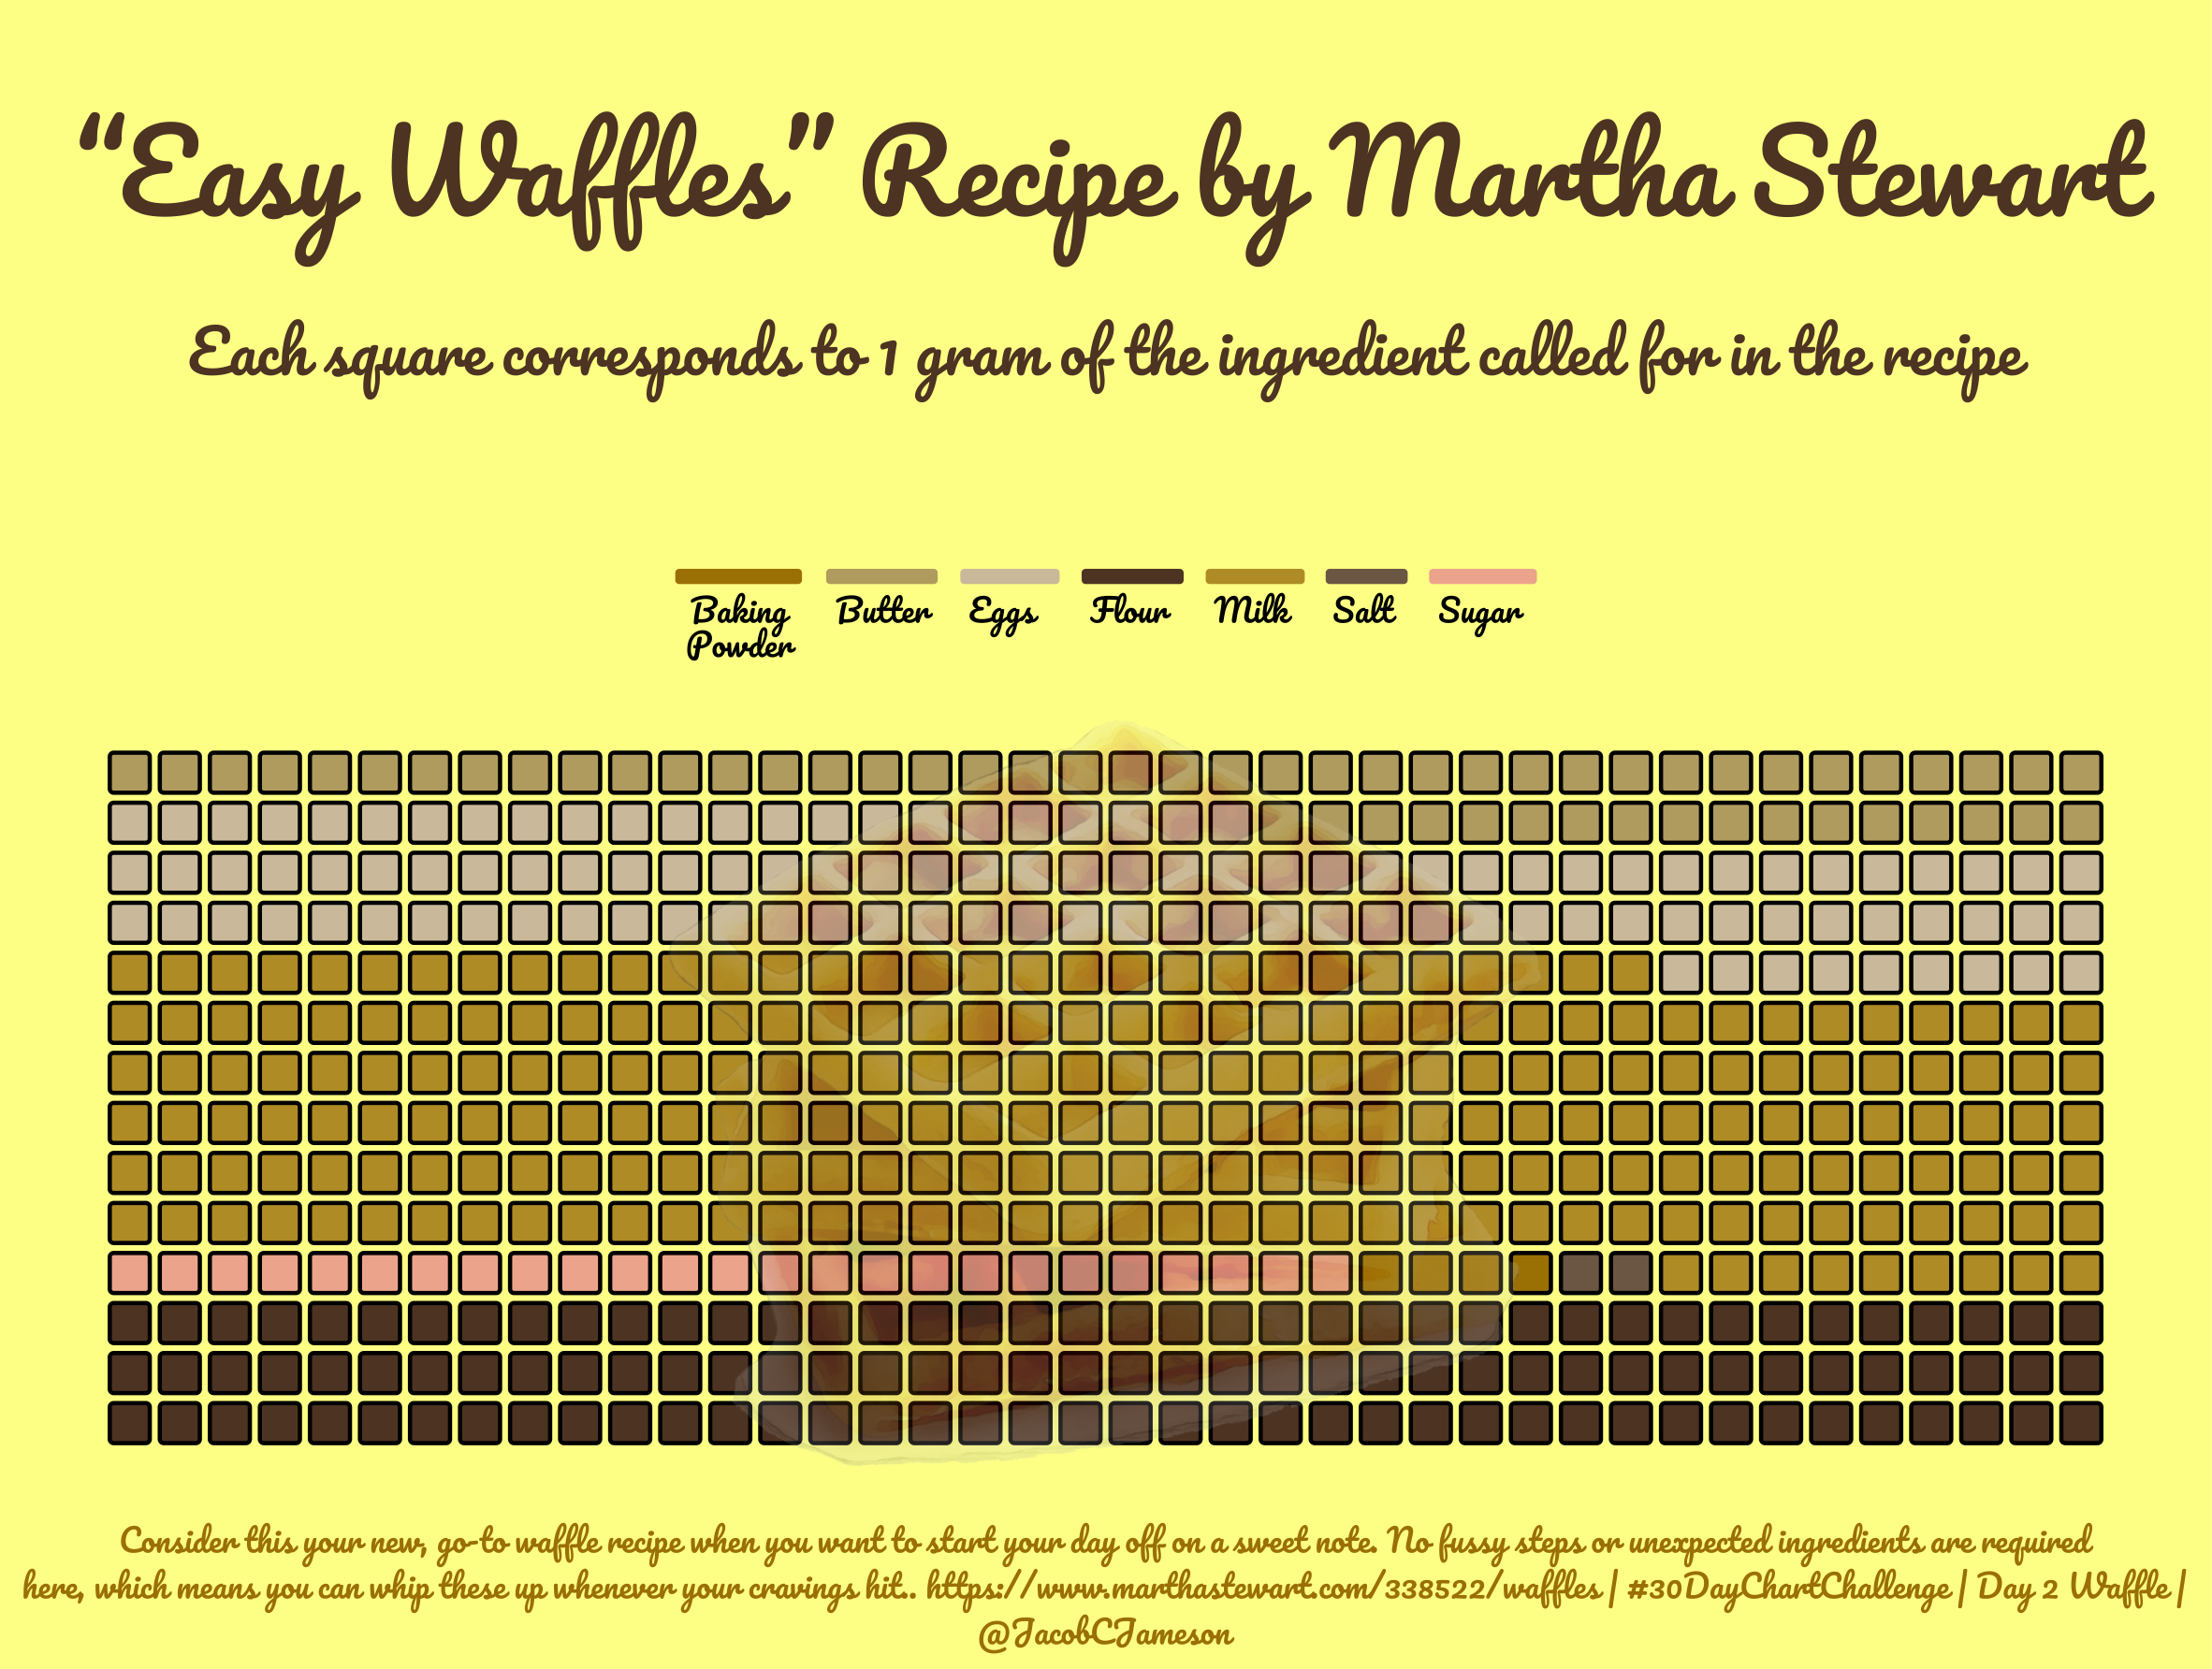 “Easy Waffles” Recipe by Martha Stewart
Each square corresponds to 1 gram of the ingredient called for in the recipe
Baking
Powder
Butter
Eggs
Flour
Milk
Salt
Sugar
Consider this your new, go-to waffle recipe when you want to start your day off on a sweet note. No fussy steps or unexpected ingredients are required
here, which means you can whip these up whenever your cravings hit.. https://www.marthastewart.com/338522/waffles | #30DayChartChallenge | Day 2 Waffle |
@JacobCJameson